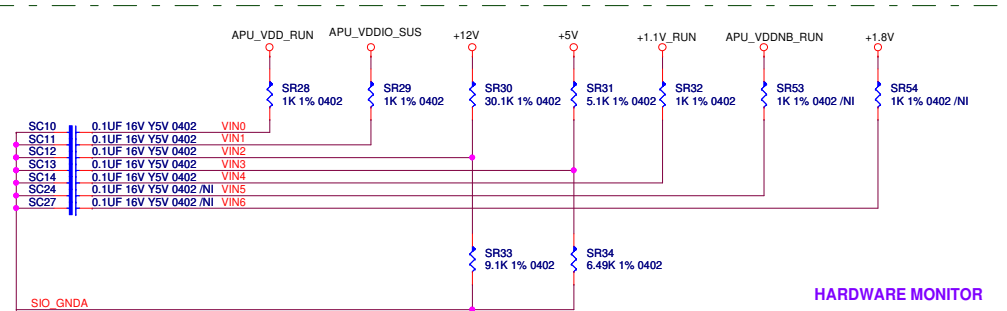 APU_VDD_RUN
APU_VDDIO_SUS
+12V
+5V
+1.1V_RUN
APU_VDDNB_RUN
+1.8V
SR28
1K 1% 0402
SR29
1K 1% 0402
SR30
30.1K 1% 0402
SR31
5.1K 1% 0402
SR32
1K 1% 0402
SR53
1K 1% 0402 /NI
SR54
1K 1% 0402 /NI
SC10 0.1UF 16V Y5V 0402 VIN0
SC11 0.1UF 16V Y5V 0402 VIN1
SC12 0.1UF 16V Y5V 0402 VIN2
SC13 0.1UF 16V Y5V 0402 VIN3
SC14 0.1UF 16V Y5V 0402 VIN4
SC24 0.1UF 16V Y5V 0402 /NI VIN5
SC27 0.1UF 16V Y5V 0402 /NI VIN6
SR33
9.1K 1% 0402
SR34
6.49K 1% 0402
SIO_GNDA
HARDWARE MONITOR